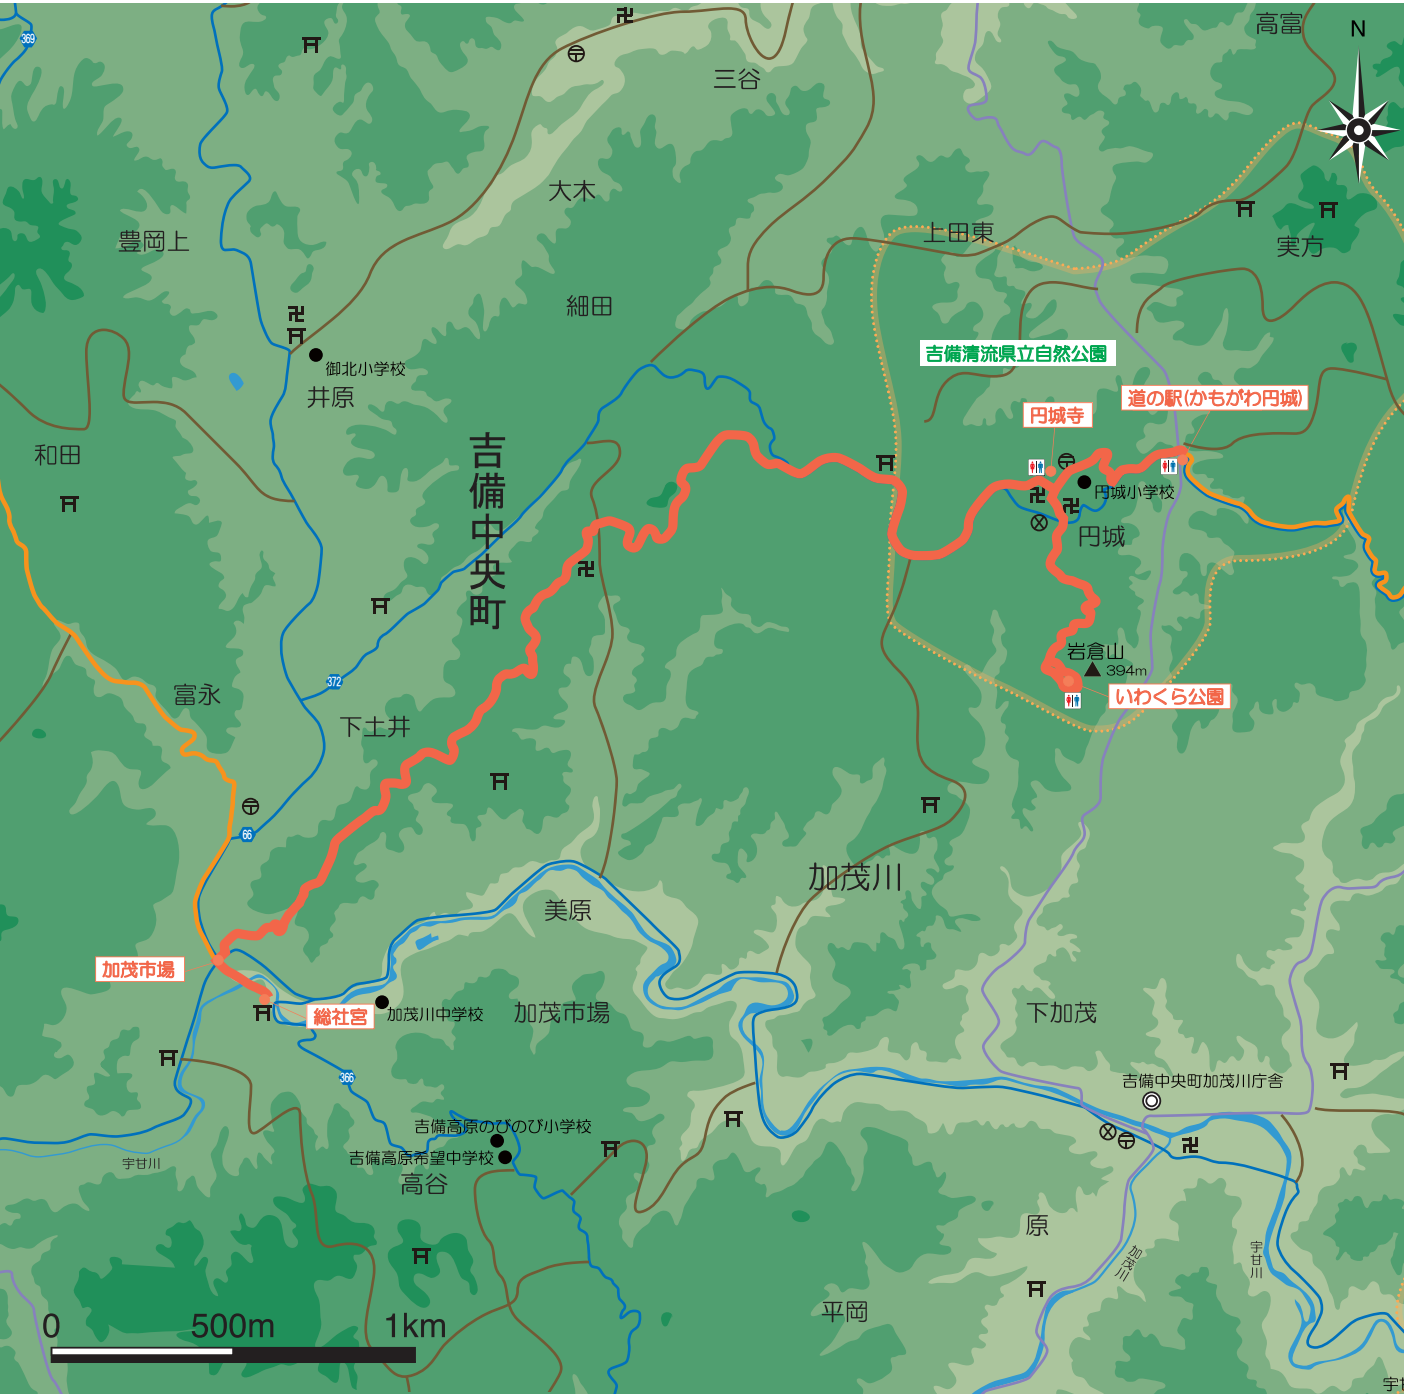 369
高富
N
三谷
大木
豊岡上
上田東
実方
細田
吉備清流県立自然公園
御北小学校
井原
道の駅(かもがわ円城)
円城寺
和田
吉備中央町
円城小学校
円城
岩倉山
394m
372
富永
いわくら公園
下土井
66
加茂川
美原
加茂市場
総社宮
加茂川中学校
加茂市場
下加茂
366
吉備中央町加茂川庁舎
吉備高原のびのび小学校
宇甘川
吉備高原希望中学校
高谷
原
加茂川
宇甘川
平岡
0 500m 1km
宇甘